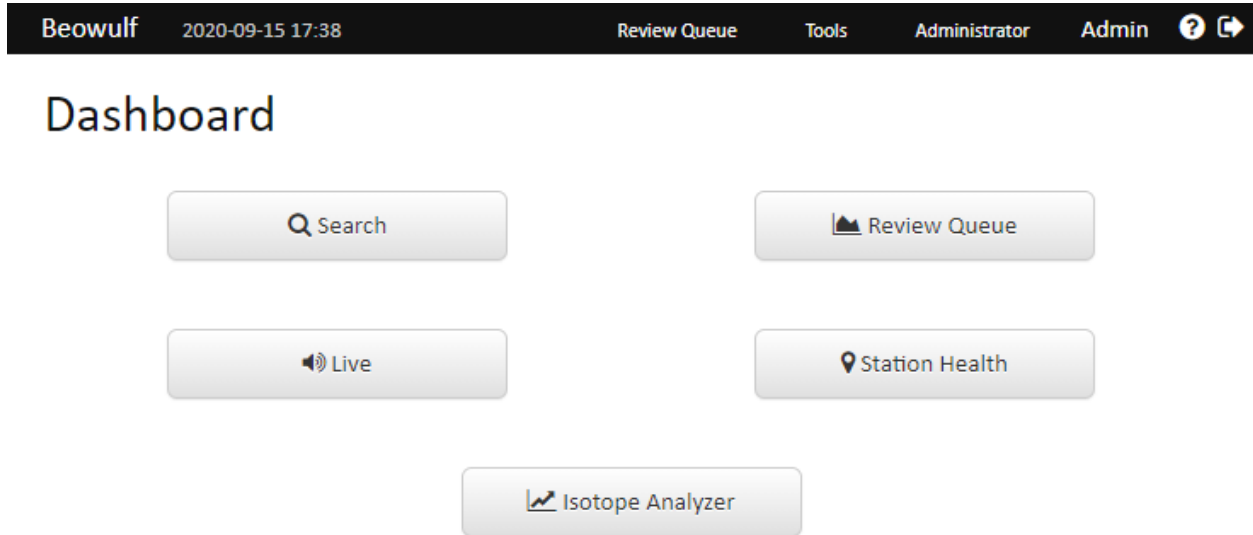 Beowulf 2020-09-15 17:38 Review Queue Tools Administrator Admin ?
Dashboard
Search Review Queue
Live Station Health
Isotope Analyzer